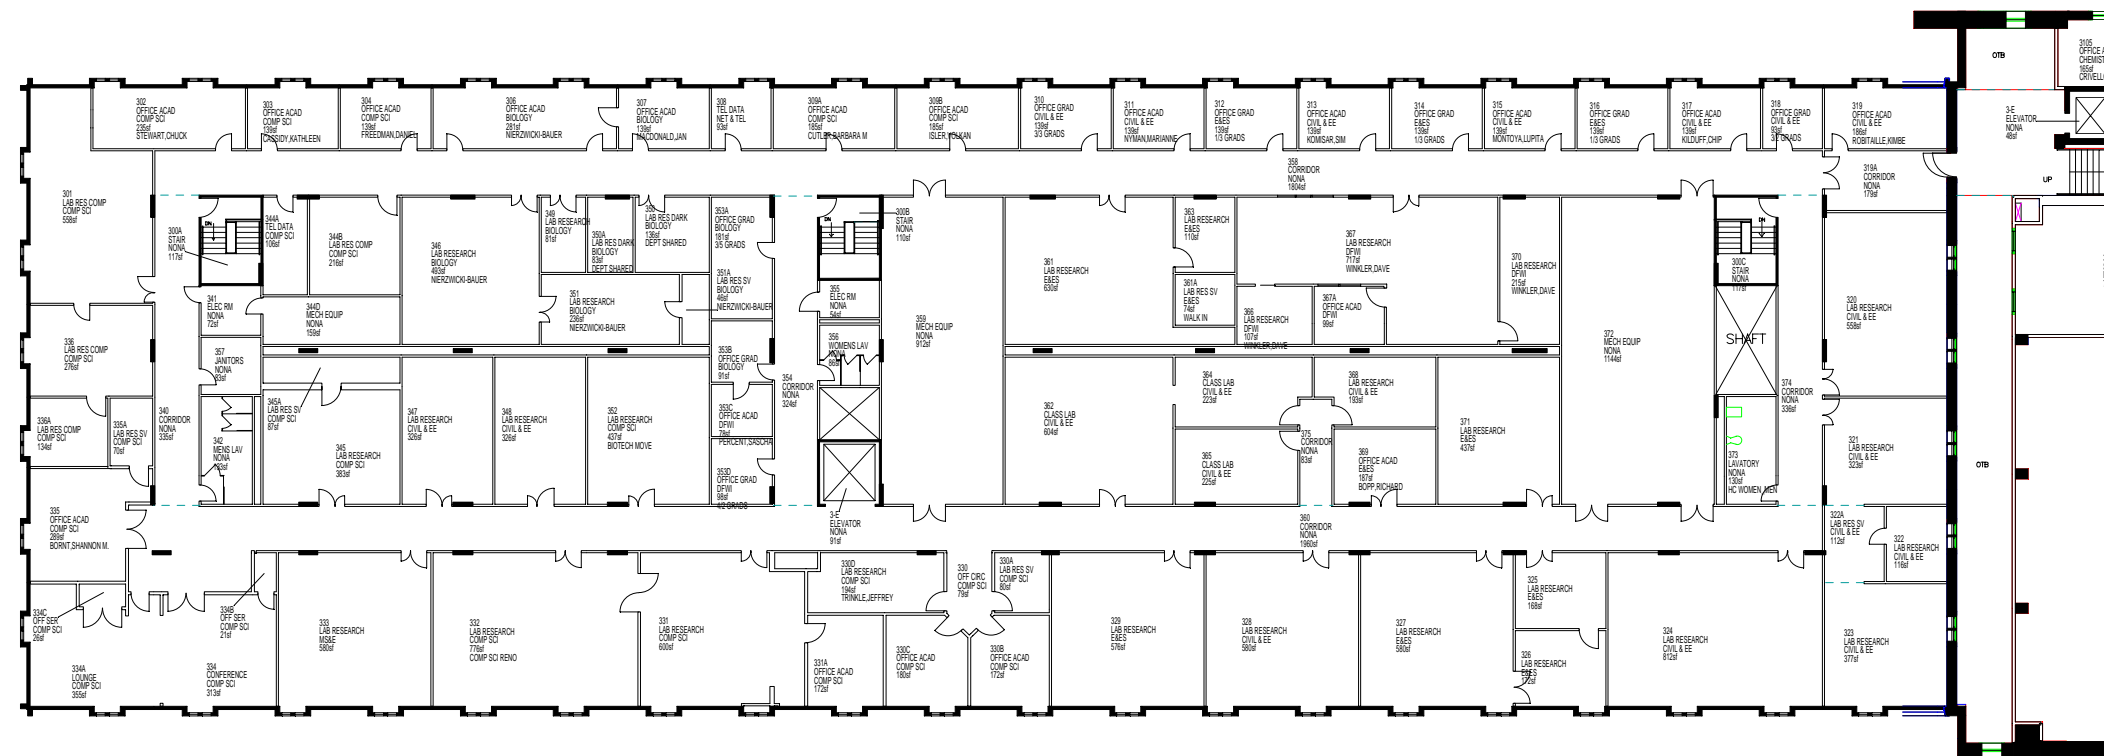 302
OFFICE ACAD
COMP SCI
235sf
STEWART,CHUCK
303
OFFICE ACAD
COMP SCI
139sf
CASSIDY,KATHLEEN
304
OFFICE ACAD
COMP SCI
139sf
FREEDMAN,DANIEL
306
OFFICE ACAD
BIOLOGY
281sf
NIERZWICKI-BAUER
307
OFFICE ACAD
BIOLOGY
139sf
MACDONALD,JAN
308
TEL DATA
NET & TEL
93sf
309A
OFFICE ACAD
COMP SCI
185sf
CUTLER,BARBARA M
309B
OFFICE ACAD
COMP SCI
185sf
ISLER,VOLKAN
310
OFFICE GRAD
CIVIL & EE
139sf
3/3 GRADS
311
OFFICE ACAD
CIVIL & EE
139sf
NYMAN,MARIANNE
312
OFFICE GRAD
E&ES
139sf
1/3 GRADS
313
OFFICE ACAD
CIVIL & EE
139sf
KOMISAR,SIM
314
OFFICE GRAD
E&ES
139sf
1/3 GRADS
315
OFFICE ACAD
CIVIL & EE
139sf
MONTOYA,LUPITA
316
OFFICE GRAD
E&ES
139sf
1/3 GRADS
317
OFFICE ACAD
CIVIL & EE
139sf
KILDUFF,CHIP
318
OFFICE GRAD
CIVIL & EE
93sf
3/2 GRADS
319
OFFICE ACAD
CIVIL & EE
186sf
ROBITAILLE,KIMBE
OTB
3105
OFFICE A
CHEMIST
165sf
CRIVELLO
3-E
ELEVATOR
NONA
48sf
UP
301
LAB RES COMP
COMP SCI
558sf
358
CORRIDOR
NONA
1804sf
319A
CORRIDOR
NONA
179sf
300A
STAIR
NONA
117sf
DN
344A
TEL DATA
COMP SCI
106sf
344B
LAB RES COMP
COMP SCI
216sf
346
LAB RESEARCH
BIOLOGY
493sf
NIERZWICKI-BAUER
349
LAB RESEARCH
BIOLOGY
81sf
350A
LAB RES DARK
BIOLOGY
83sf
DEPT SHARED
350
LAB RES DARK
BIOLOGY
136sf
DEPT SHARED
353A
OFFICE GRAD
BIOLOGY
181sf
3/5 GRADS
351A
LAB RES SV
BIOLOGY
46sf
NIERZWICKI-BAUER
DN
300B
STAIR
NONA
110sf
361
LAB RESEARCH
E&ES
630sf
363
LAB RESEARCH
E&ES
110sf
361A
LAB RES SV
E&ES
74sf
WALK IN
367
LAB RESEARCH
DFWI
717sf
WINKLER,DAVE
370
LAB RESEARCH
DFWI
215sf
WINKLER,DAVE
DN
300C
STAIR
NONA
117sf
320
LAB RESEARCH
CIVIL & EE
558sf
341
ELEC RM
NONA
72sf
344D
MECH EQUIP
NONA
159sf
351
LAB RESEARCH
BIOLOGY
236sf
NIERZWICKI-BAUER
355
ELEC RM
NONA
54sf
359
MECH EQUIP
NONA
912sf
366
LAB RESEARCH
DFWI
107sf
WINKLER,DAVE
367A
OFFICE ACAD
DFWI
99sf
372
MECH EQUIP
NONA
1144sf
SHAFT
336
LAB RES COMP
COMP SCI
276sf
357
JANITORS
NONA
356
WOMENS LAV
NONA
86sf
353B
OFFICE GRAD
BIOLOGY
91sf
354
CORRIDOR
NONA
324sf
364
CLASS LAB
CIVIL & EE
223sf
368
LAB RESEARCH
CIVIL & EE
193sf
374
CORRIDOR
NONA
336sf
336A
LAB RES COMP
COMP SCI
134sf
335A
LAB RES SV
COMP SCI
70sf
340
CORRIDOR
NONA
335sf
342
MENS LAV
NONA
345A
LAB RES SV
COMP SCI
87sf
345
LAB RESEARCH
COMP SCI
383sf
347
LAB RESEARCH
CIVIL & EE
326sf
348
LAB RESEARCH
CIVIL & EE
326sf
352
LAB RESEARCH
COMP SCI
437sf
BIOTECH MOVE
353C
OFFICE ACAD
DFWI
78sf
PERCENT,SASCHA
353D
OFFICE GRAD
DFWI
98sf
4/2 GRADS
362
CLASS LAB
CIVIL & EE
604sf
365
CLASS LAB
CIVIL & EE
225sf
375
CORRIDOR
NONA
83sf
369
OFFICE ACAD
E&ES
187sf
BOPP,RICHARD
371
LAB RESEARCH
E&ES
437sf
373
LAVATORY
NONA
130sf
HC WOMEN_MEN
321
LAB RESEARCH
CIVIL & EE
323sf
OTB
335
OFFICE ACAD
COMP SCI
289sf
BORNT,SHANNON M.
3-E
ELEVATOR
NONA
91sf
360
CORRIDOR
NONA
1960sf
322A
LAB RES SV
CIVIL & EE
112sf
322
LAB RESEARCH
CIVIL & EE
116sf
334C
OFF SER
COMP SCI
26sf
334B
OFF SER
COMP SCI
21sf
333
LAB RESEARCH
MS&E
580sf
332
LAB RESEARCH
COMP SCI
776sf
COMP SCI RENO
331
LAB RESEARCH
COMP SCI
600sf
330D
LAB RESEARCH
COMP SCI
194sf
TRINKLE,JEFFREY
330
OFF CIRC
COMP SCI
79sf
330A
LAB RES SV
COMP SCI
80sf
329
LAB RESEARCH
E&ES
576sf
328
LAB RESEARCH
CIVIL & EE
580sf
327
LAB RESEARCH
E&ES
580sf
325
LAB RESEARCH
E&ES
168sf
326
LAB RESEARCH
E&ES
172sf
324
LAB RESEARCH
CIVIL & EE
812sf
323
LAB RESEARCH
CIVIL & EE
377sf
334A
LOUNGE
COMP SCI
355sf
334
CONFERENCE
COMP SCI
313sf
331A
OFFICE ACAD
COMP SCI
172sf
330C
OFFICE ACAD
COMP SCI
180sf
330B
OFFICE ACAD
COMP SCI
172sf